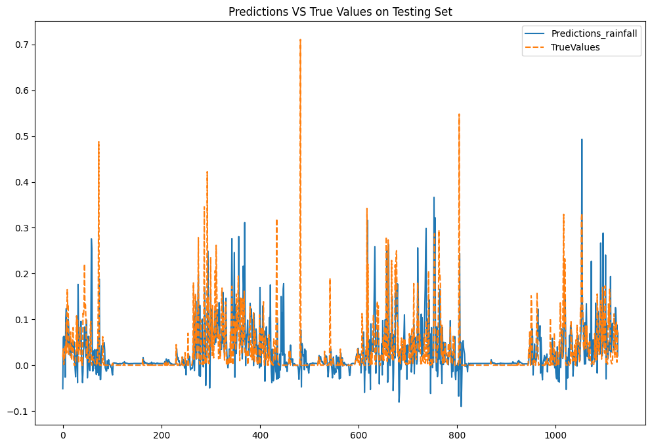 Predictions VS True Values on Testing Set
Predictions_rainfall
TrueValues
0.7
0.6
0.5
0.4
0.3
0.2
0.1
0.0
−0.1
0 200 400 600 800 1000